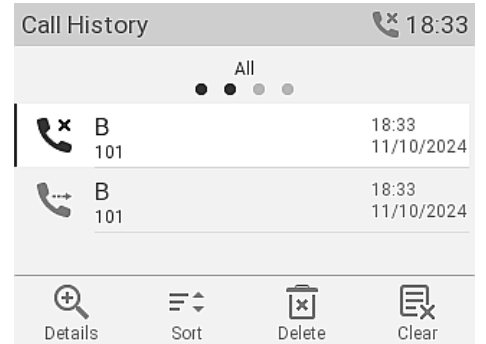 Call History 18:33
All
B
101
18:33
11/10/2024
B
101
18:33
11/10/2024
Details Sort Delete Clear